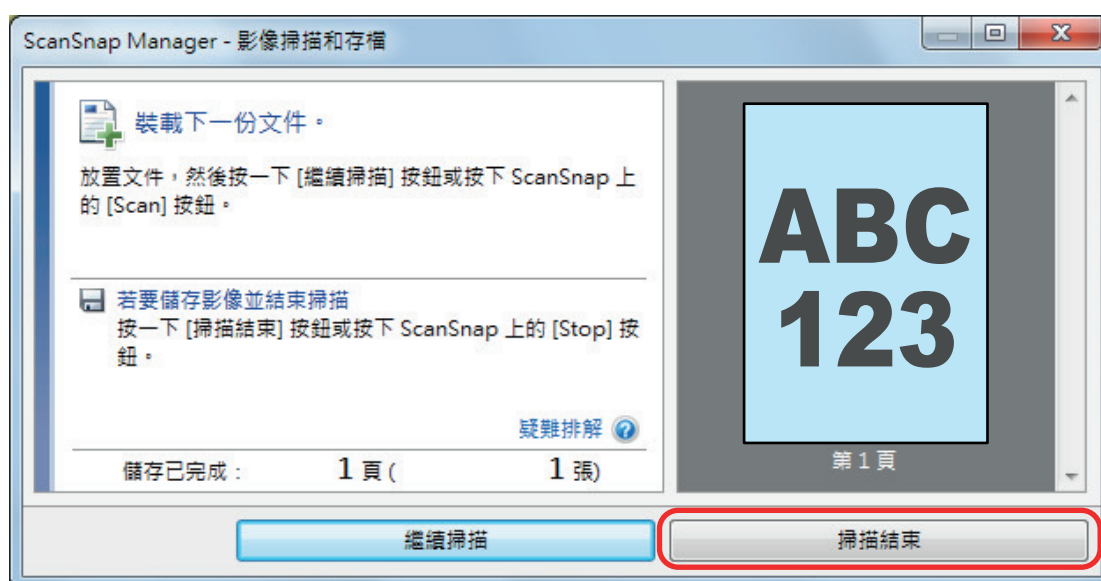 ScanSnap Manager - 影像掃描和存檔
裝載下一份文件。
放置文件，然後按一下 [繼續掃描] 按鈕或按下 ScanSnap 上
的 [Scan] 按鈕。
若要儲存影像並結束掃描
按一下 [掃描結束] 按鈕或按下 ScanSnap 上的 [Stop] 按
鈕。
疑難排解
儲存已完成： 1 頁 ( 1 張)
ABC
123
第 1 頁
繼續掃描
掃描結束